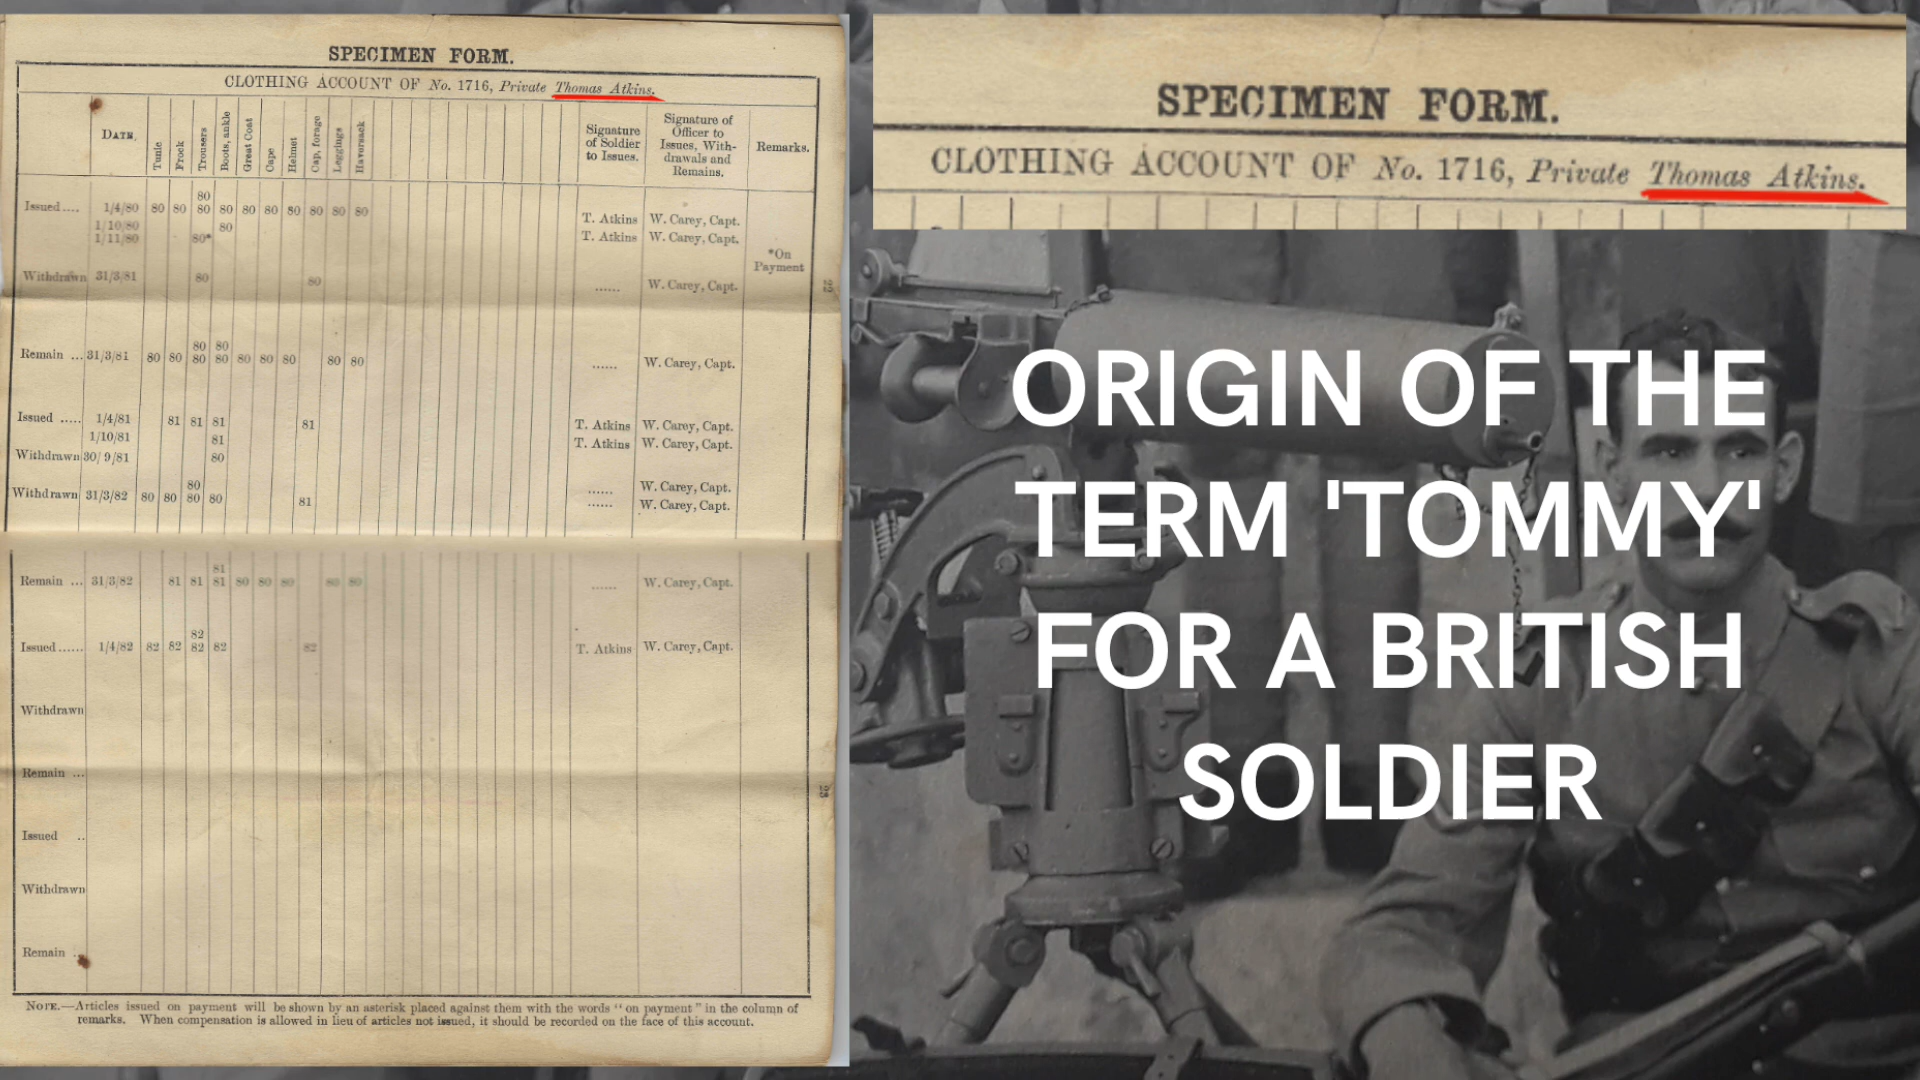 SPECIMEN FORM.
CLOTHING ACCOUNT OF No. 1716, Private Thomas Atkins.
DATE. Tunic Frock Trousers Boots, ankle Great Coat Cape Helmet Cap, forage Leggings Haversack Signature of Soldier to Issues. Signature of Officer to Issues, With-drawals and Remains. Remarks.
80
Issued.... 1/4/80 80 80 80 80 80 80 80 80 80 80 T. Atkins W. Carey, Capt.
1/10/80 80 T. Atkins W. Carey, Capt.
1/11/80 80*
*On Payment
Withdrawn 31/3/81 80 80 ...... W. Carey, Capt.
22
80 80
Remain ... 31/3/81 80 80 80 80 80 80 80 80 80 ...... W. Carey, Capt.
Issued ..... 1/4/81 81 81 81 81 T. Atkins W. Carey, Capt.
1/10/81 81 T. Atkins W. Carey, Capt.
Withdrawn 30/9/81 80
80 ...... W. Carey, Capt.
Withdrawn 31/3/82 80 80 80 80 81 ...... W. Carey, Capt.
81
Remain ... 31/3/82 81 81 81 80 80 80 80 80 ...... W. Carey, Capt.
82
Issued...... 1/4/82 82 82 82 82 82 T. Atkins W. Carey, Capt.
Withdrawn
Remain ...
23
Issued ..
Withdrawn
Remain ..
NOTE.—Articles issued on payment will be shown by an asterisk placed against them with the words "on payment" in the column of
remarks. When compensation is allowed in lieu of articles not issued, it should be recorded on the face of this account.
SPECIMEN FORM.
CLOTHING ACCOUNT OF No. 1716, Private Thomas Atkins.
ORIGIN OF THE
TERM 'TOMMY'
FOR A BRITISH
SOLDIER